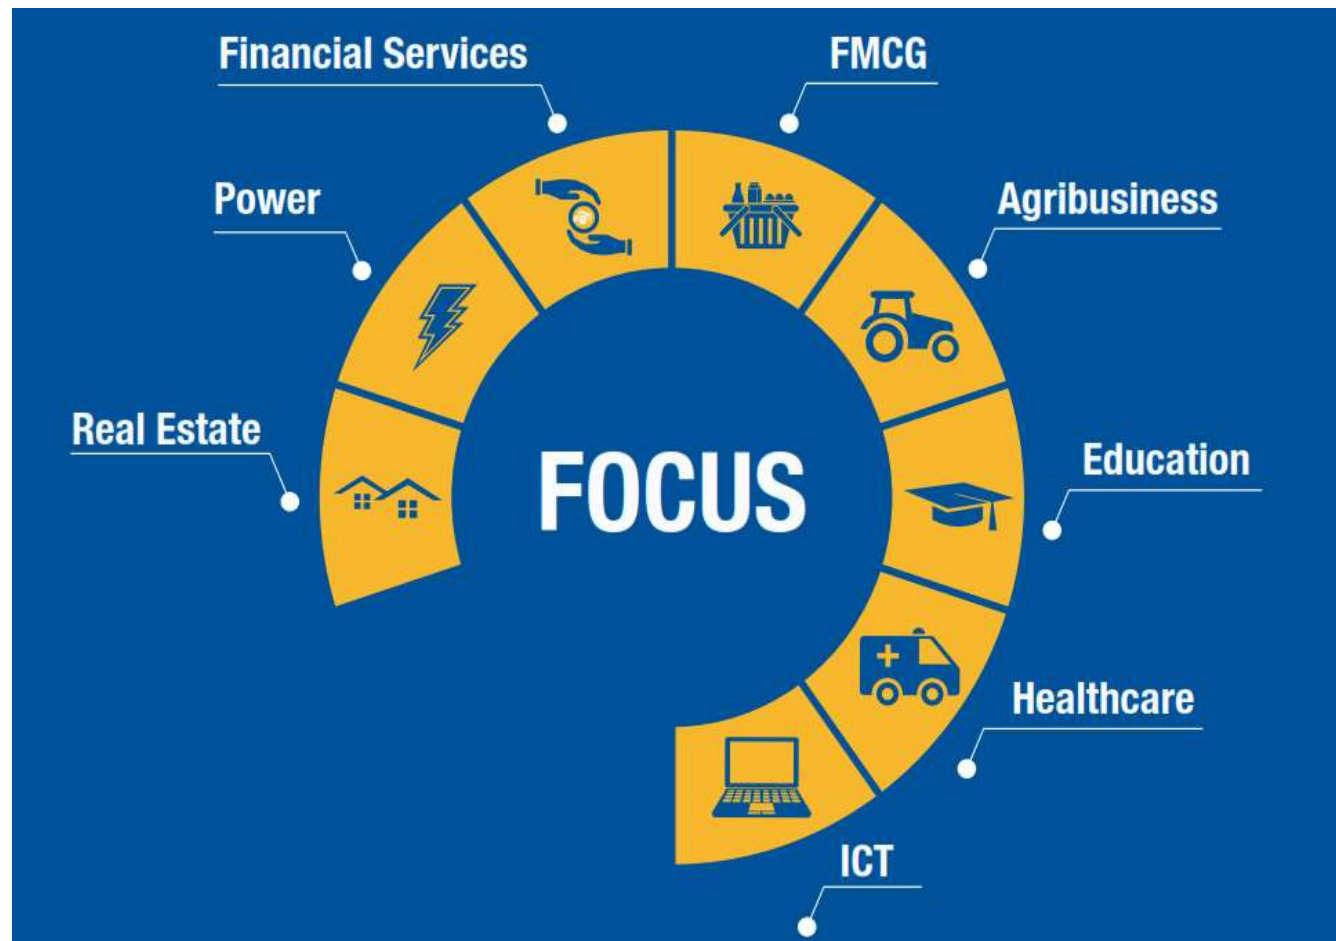 Financial Services
FMCG
Power
Agribusiness
Real Estate
Education
FOCUS
Healthcare
ICT